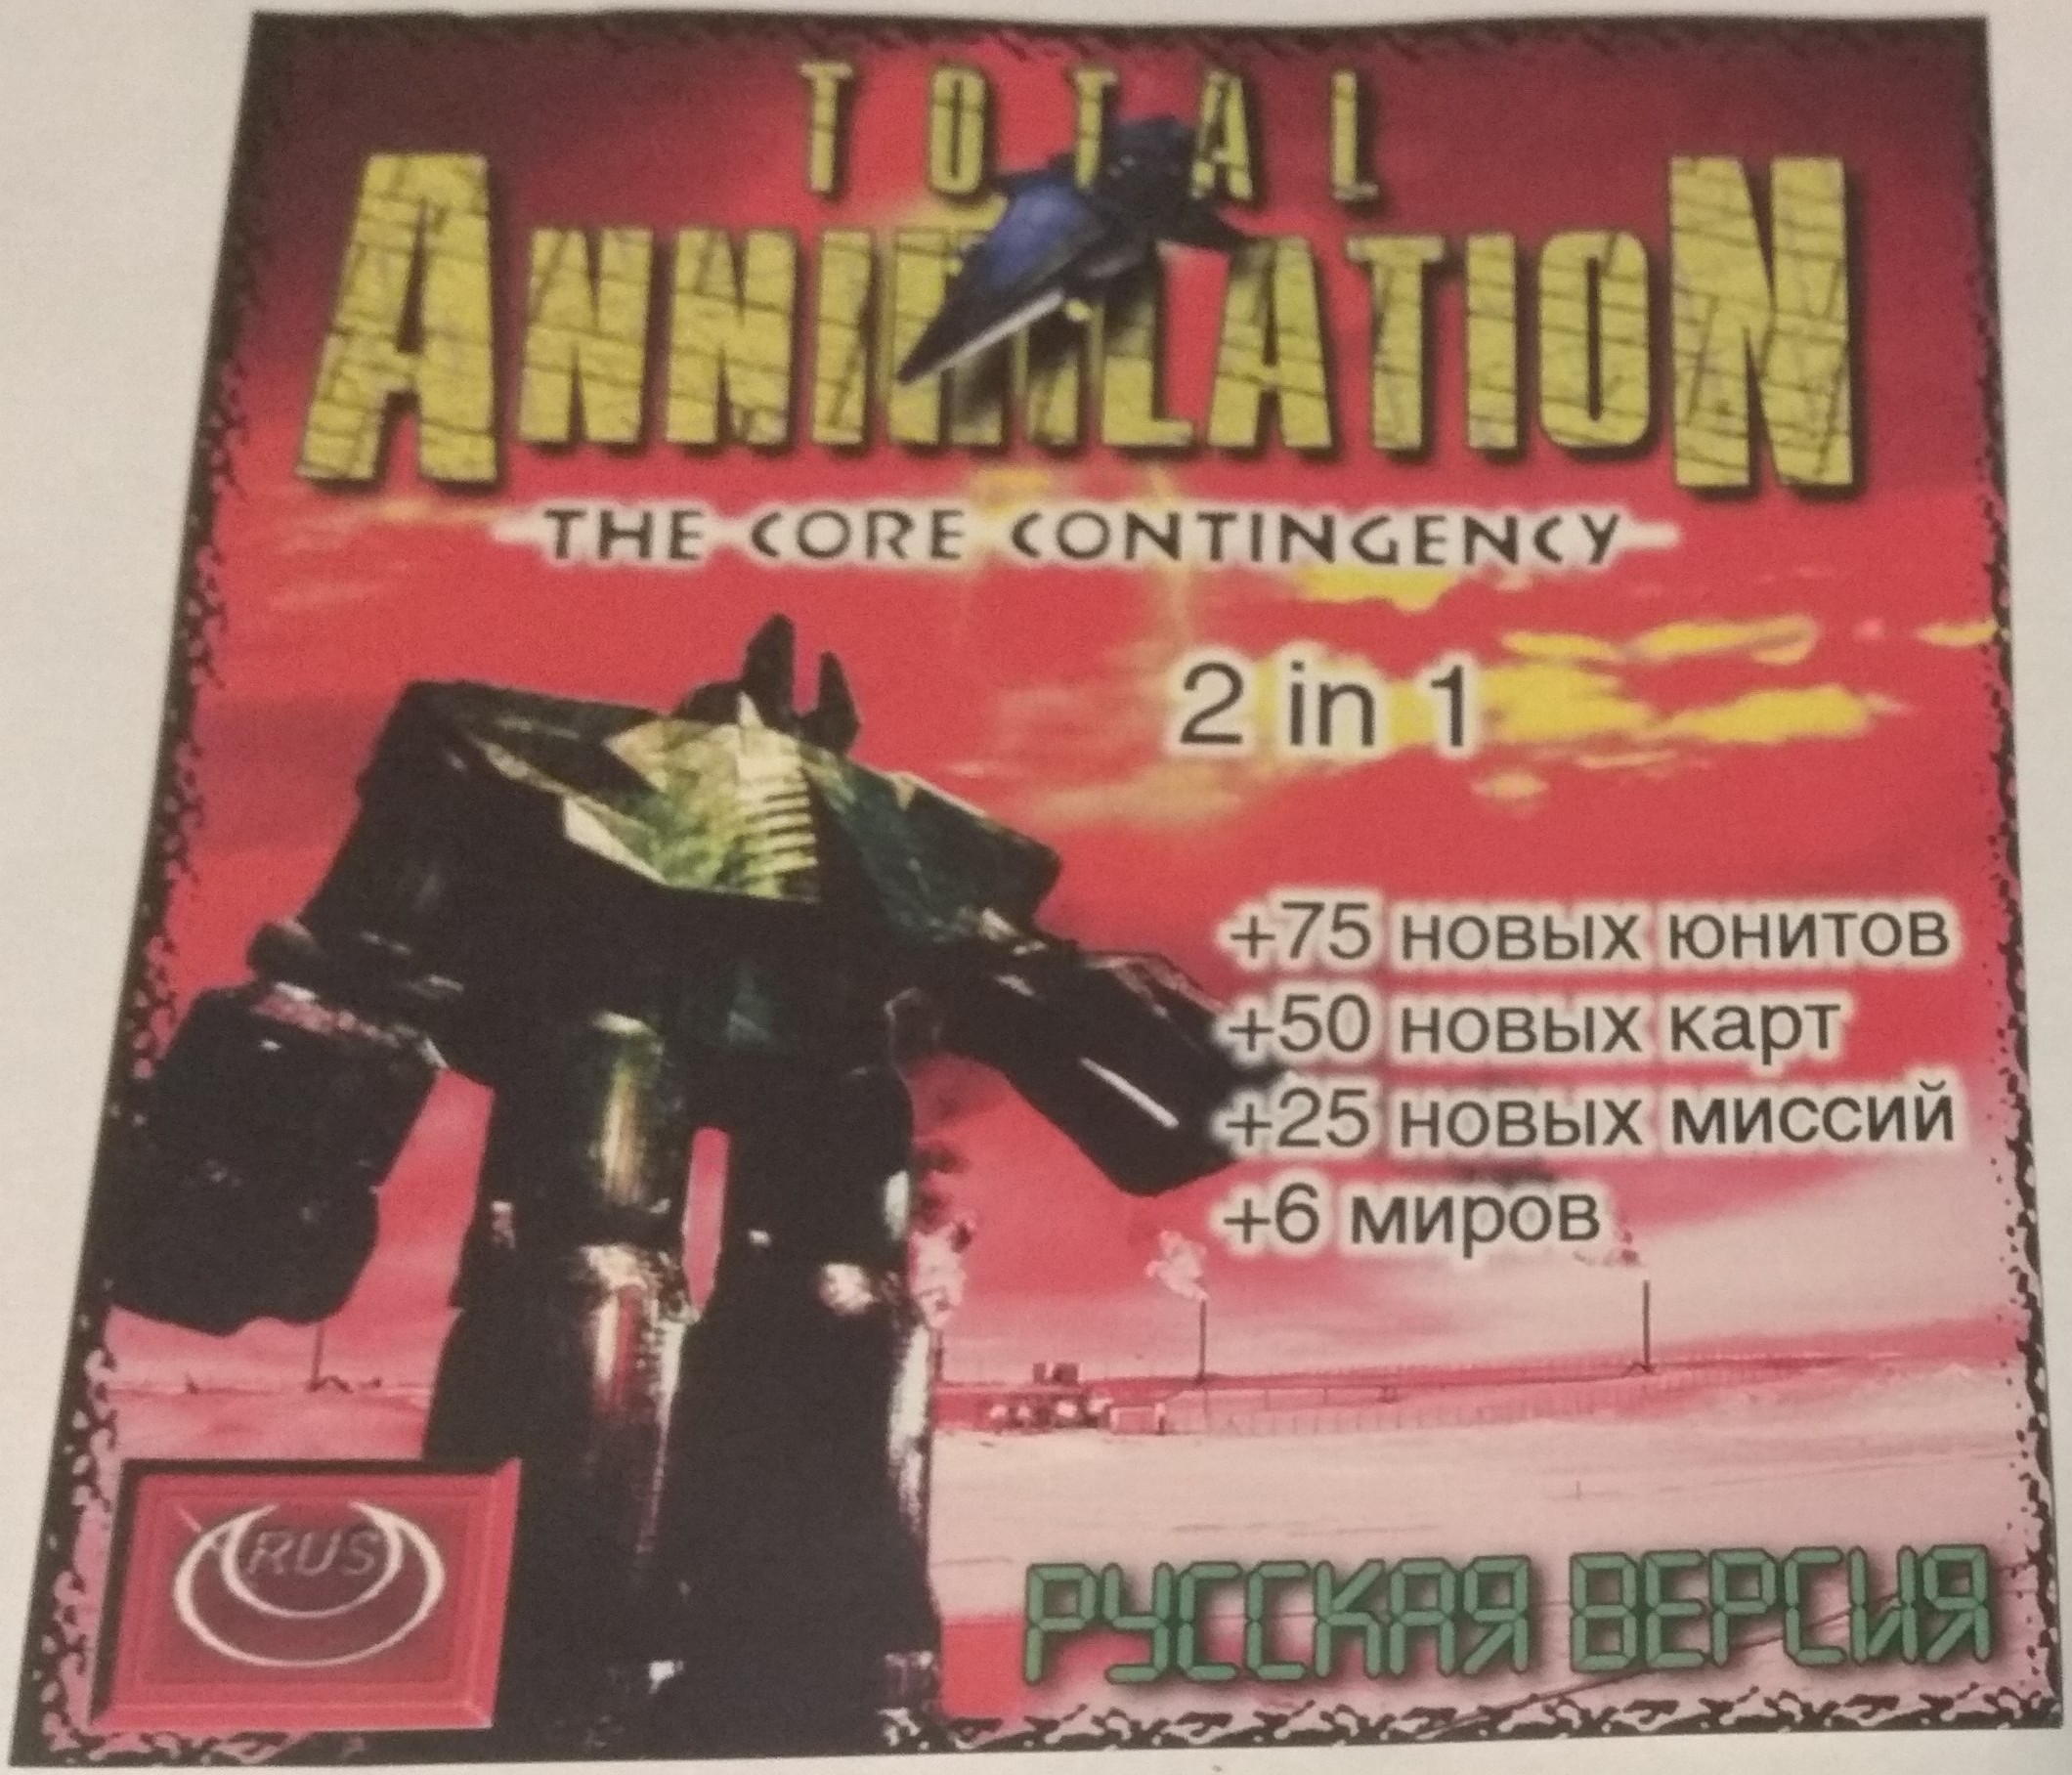 TOTAL
ANNIHILATION
THE CORE CONTINGENCY
2 in 1
+75 новых юнитов
+50 новых карт
+25 новых миссий
+6 миров
RUS
РУССКАЯ ВЕРСИЯ